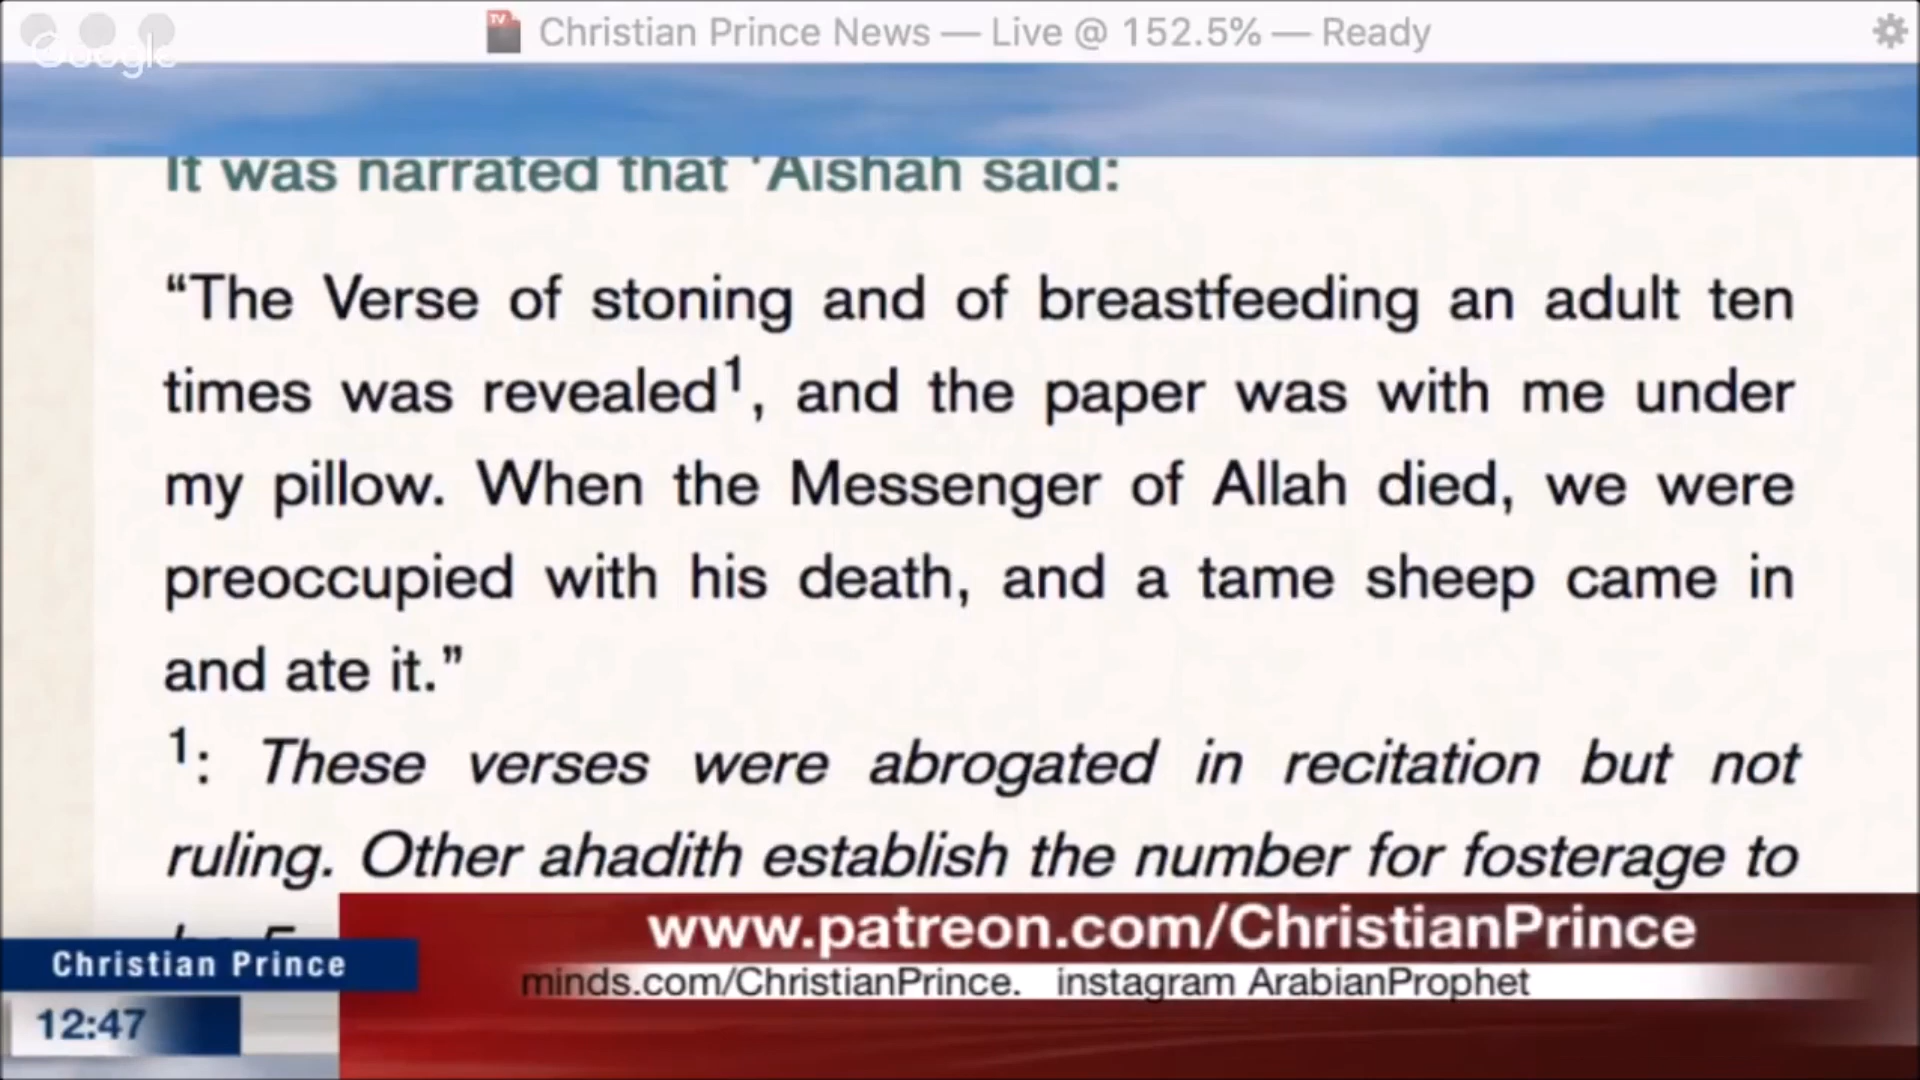 Google
TV
Christian Prince News — Live @ 152.5% — Ready
It was narrated that 'Aishah said:
“The Verse of stoning and of breastfeeding an adult ten
times was revealed¹, and the paper was with me under
my pillow. When the Messenger of Allah died, we were
preoccupied with his death, and a tame sheep came in
and ate it.”
¹: These verses were abrogated in recitation but not
ruling. Other ahadith establish the number for fosterage to
www.patreon.com/ChristianPrince
Christian Prince
minds.com/ChristianPrince. instagram ArabianProphet
12:47